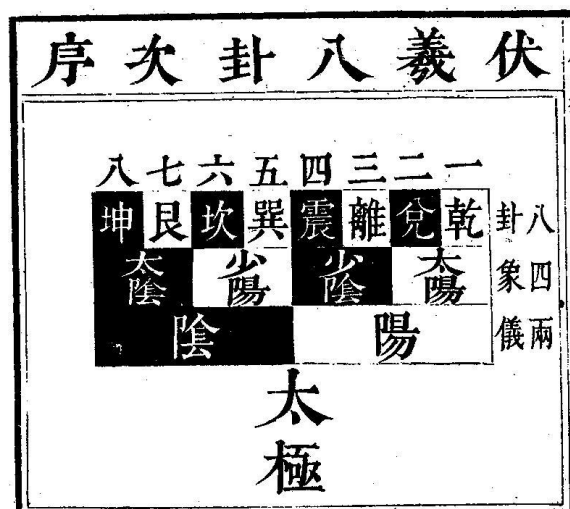 伏羲八卦次序
一二三四五六七八
乾兌離震巽坎艮坤
八卦
太陽少陰少陽太陰
四象
陽陰
兩儀
太極